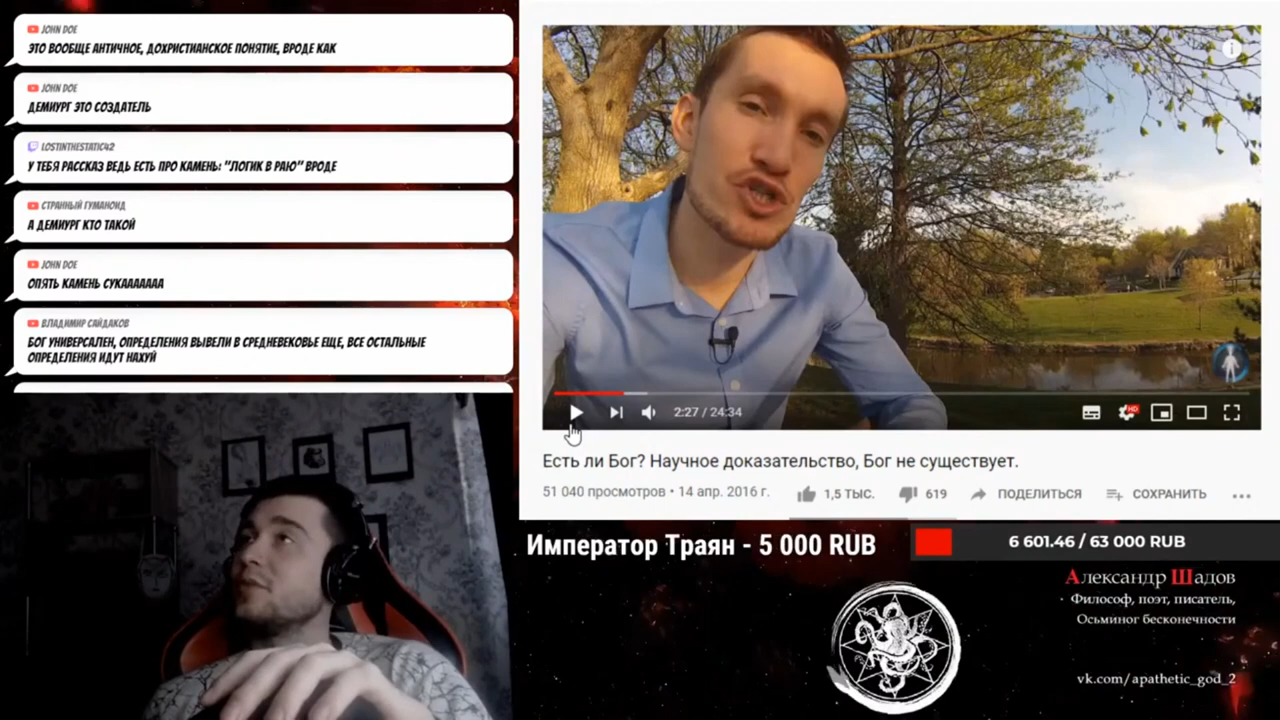 JOHN DOE
ЭТО ВООБЩЕ АНТИЧНОЕ, ДОХРИСТИАНСКОЕ ПОНЯТИЕ, ВРОДЕ КАК
JOHN DOE
ДЕМИУРГ ЭТО СОЗДАТЕЛЬ
LOSTINTHESTATIC42
У ТЕБЯ РАССКАЗ ВЕДЬ ЕСТЬ ПРО КАМЕНЬ: "ЛОГИК В РАЮ" ВРОДЕ
СТРАННЫЙ ГУМАНОИД
А ДЕМИУРГ КТО ТАКОЙ
JOHN DOE
ОПЯТЬ КАМЕНЬ СУКААААААА
ВЛАДИМИР САЙДАКОВ
БОГ УНИВЕРСАЛЕН, ОПРЕДЕЛЕНИЯ ВЫВЕЛИ В СРЕДНЕВЕКОВЬЕ ЕЩЕ, ВСЕ ОСТАЛЬНЫЕ
ОПРЕДЕЛЕНИЯ ИДУТ НАХУЙ
2:27 / 24:34
HD
Есть ли Бог? Научное доказательство, Бог не существует.
51 040 просмотров • 14 апр. 2016 г.
1,5 ТЫС.
619
ПОДЕЛИТЬСЯ
СОХРАНИТЬ
Император Траян - 5 000 RUB
6 601.46 / 63 000 RUB
Александр Шадов
Философ, поэт, писатель,
Осьминог бесконечности
vk.com/apathetic_god_2